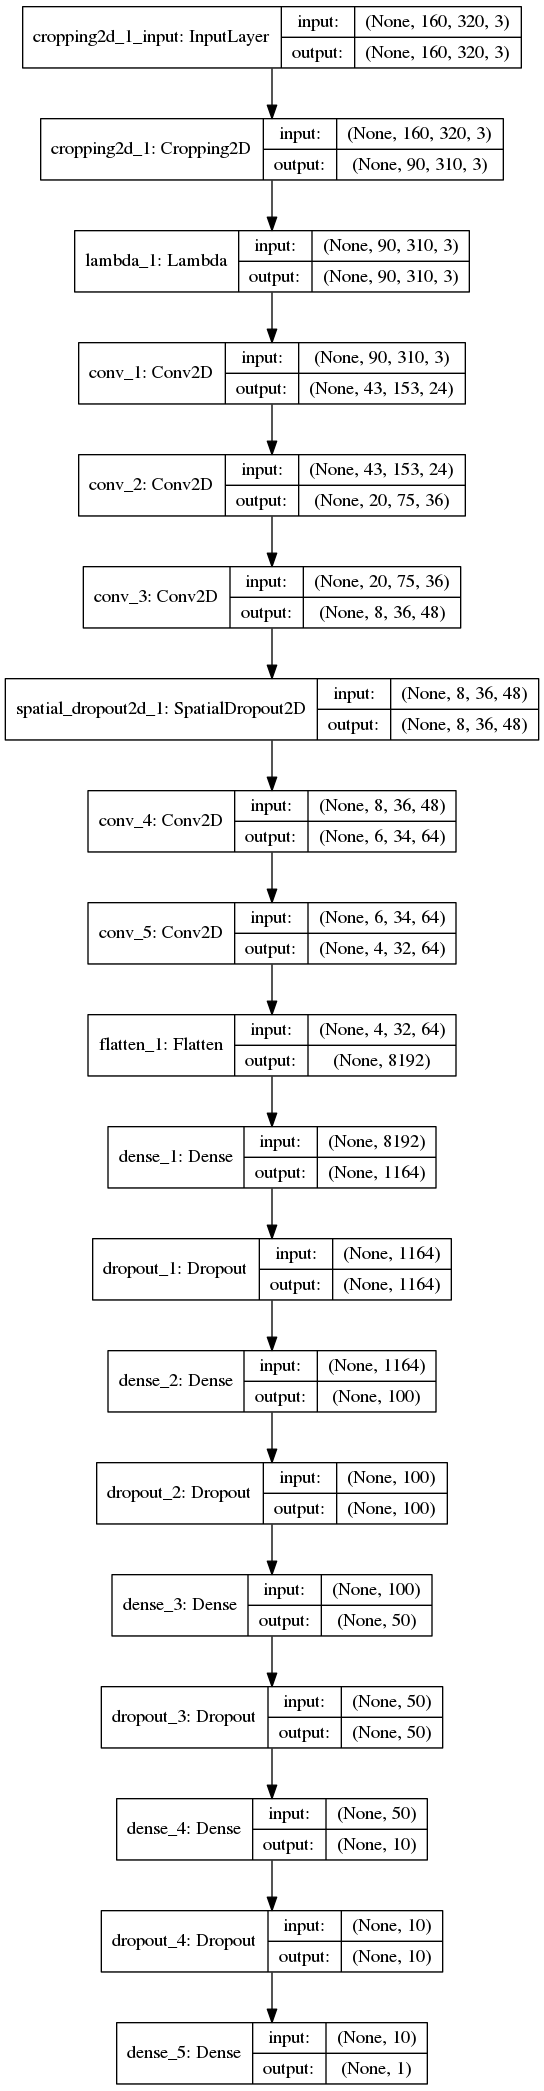 cropping2d_1_input: InputLayer
input: (None, 160, 320, 3)
output: (None, 160, 320, 3)
cropping2d_1: Cropping2D
input: (None, 160, 320, 3)
output: (None, 90, 310, 3)
lambda_1: Lambda
input: (None, 90, 310, 3)
output: (None, 90, 310, 3)
conv_1: Conv2D
input: (None, 90, 310, 3)
output: (None, 43, 153, 24)
conv_2: Conv2D
input: (None, 43, 153, 24)
output: (None, 20, 75, 36)
conv_3: Conv2D
input: (None, 20, 75, 36)
output: (None, 8, 36, 48)
spatial_dropout2d_1: SpatialDropout2D
input: (None, 8, 36, 48)
output: (None, 8, 36, 48)
conv_4: Conv2D
input: (None, 8, 36, 48)
output: (None, 6, 34, 64)
conv_5: Conv2D
input: (None, 6, 34, 64)
output: (None, 4, 32, 64)
flatten_1: Flatten
input: (None, 4, 32, 64)
output: (None, 8192)
dense_1: Dense
input: (None, 8192)
output: (None, 1164)
dropout_1: Dropout
input: (None, 1164)
output: (None, 1164)
dense_2: Dense
input: (None, 1164)
output: (None, 100)
dropout_2: Dropout
input: (None, 100)
output: (None, 100)
dense_3: Dense
input: (None, 100)
output: (None, 50)
dropout_3: Dropout
input: (None, 50)
output: (None, 50)
dense_4: Dense
input: (None, 50)
output: (None, 10)
dropout_4: Dropout
input: (None, 10)
output: (None, 10)
dense_5: Dense
input: (None, 10)
output: (None, 1)